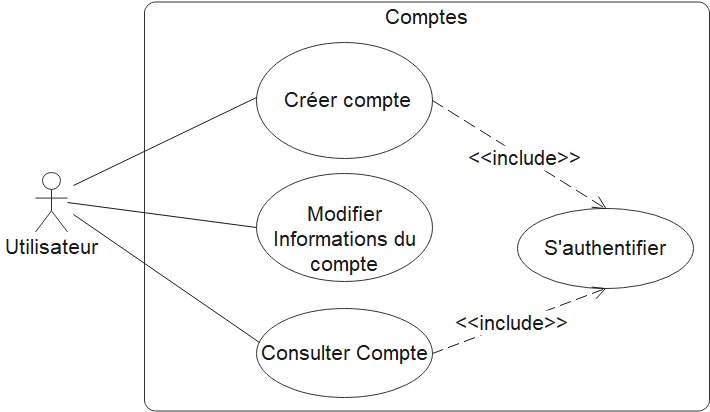 Comptes
Créer compte
<<include>>
Modifier
Informations du
compte
Utilisateur
S'authentifier
<<include>>
Consulter Compte